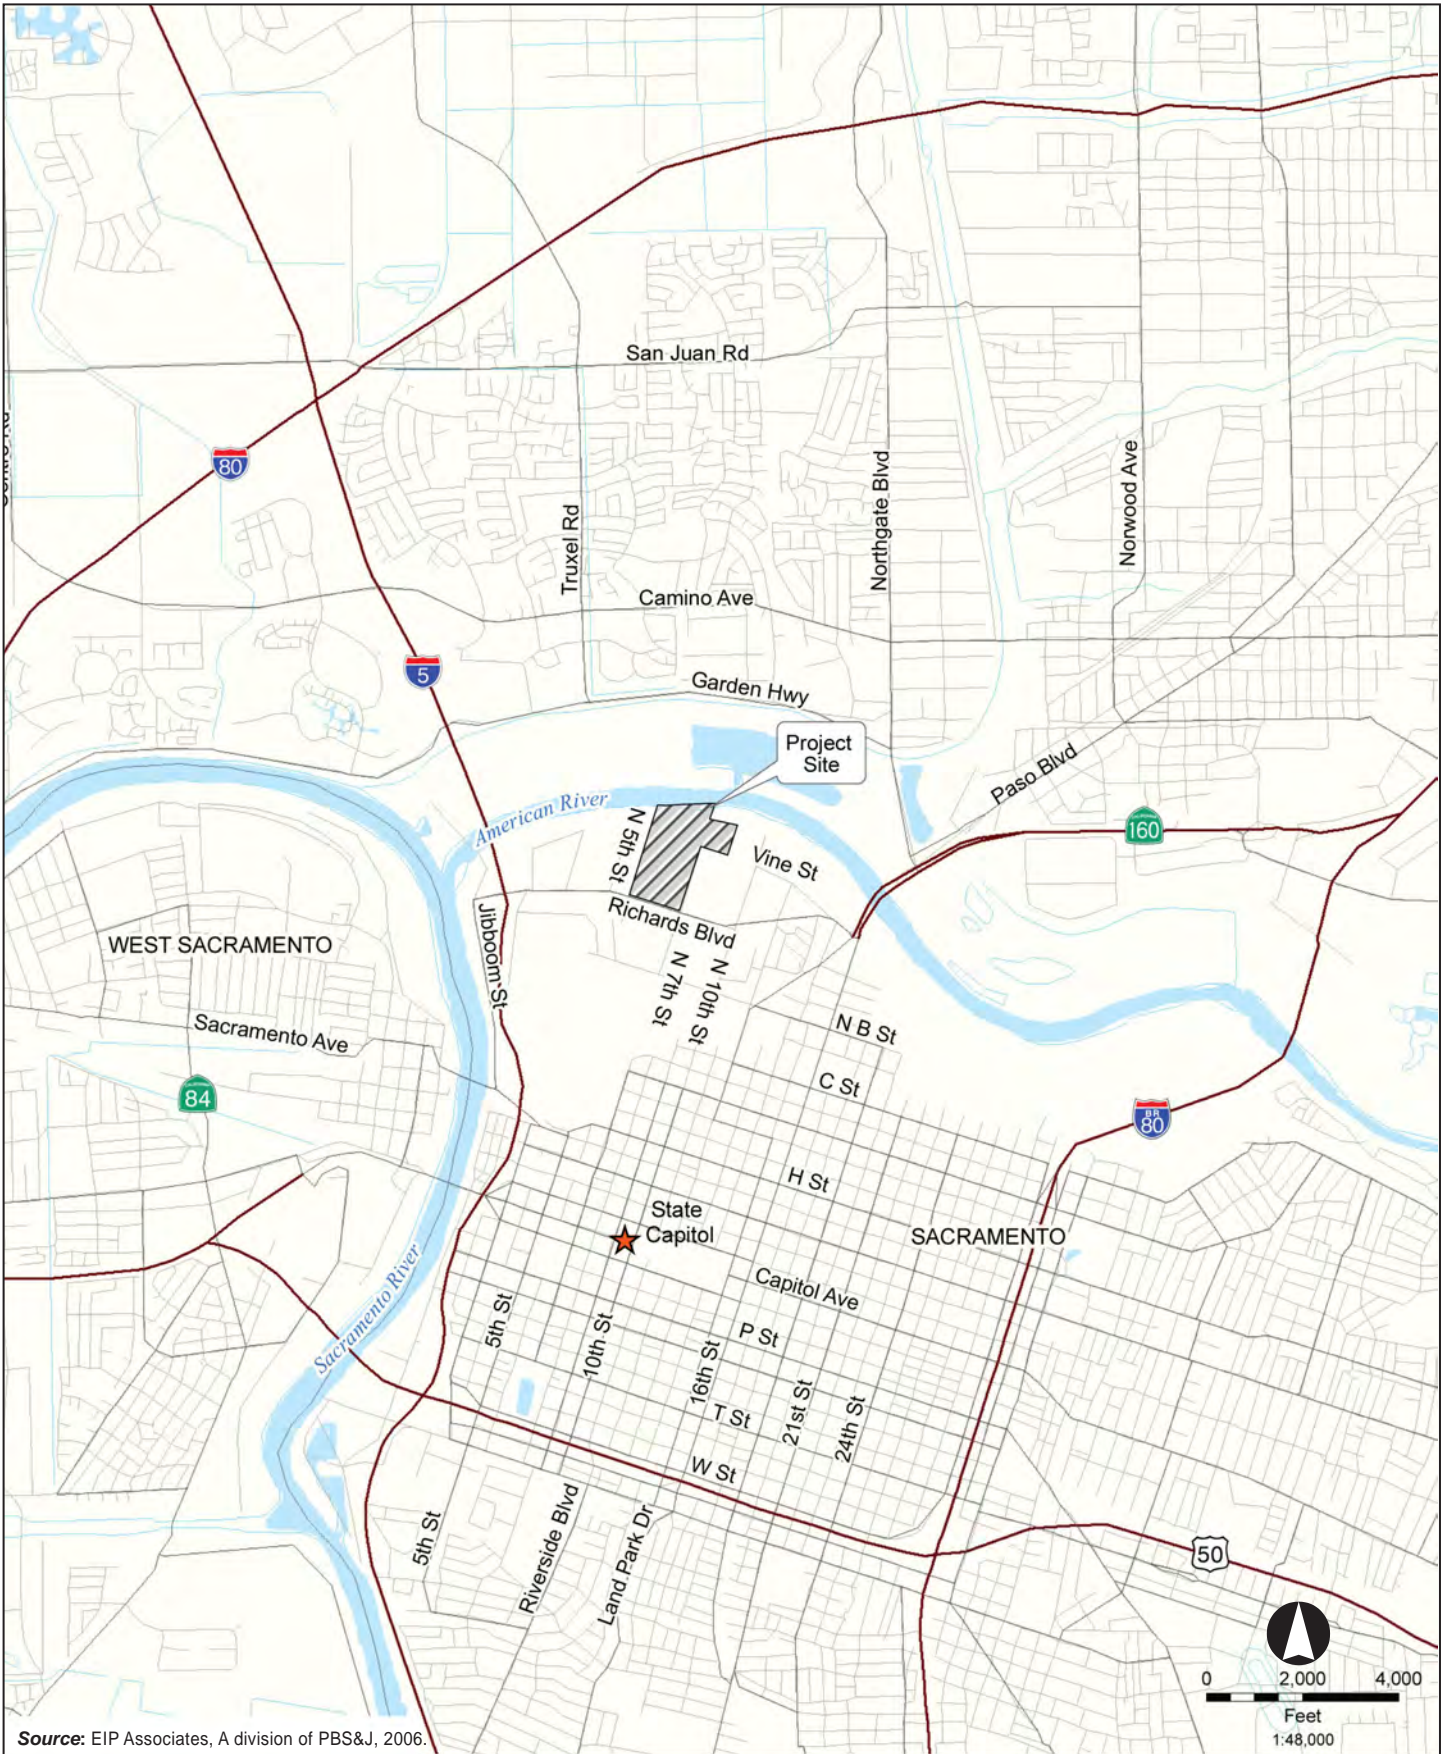 San Juan Rd
80
Truxel Rd
Northgate Blvd
Norwood Ave
Camino Ave
5
Garden Hwy
Project
Site
Paso Blvd
American River
160
N 5th St
Vine St
Richards Blvd
Jibboom St
WEST SACRAMENTO
N 7th St
N 10th St
Sacramento Ave
N B St
C St
84
BR
80
H St
State
Capitol
SACRAMENTO
Capitol Ave
Sacramento River
5th St
10th St
P St
16th St
21st St
24th St
T St
W St
5th St
Riverside Blvd
Land Park Dr
50
0 2,000 4,000
Feet
1:48,000
Source: EIP Associates, A division of PBS&J, 2006.